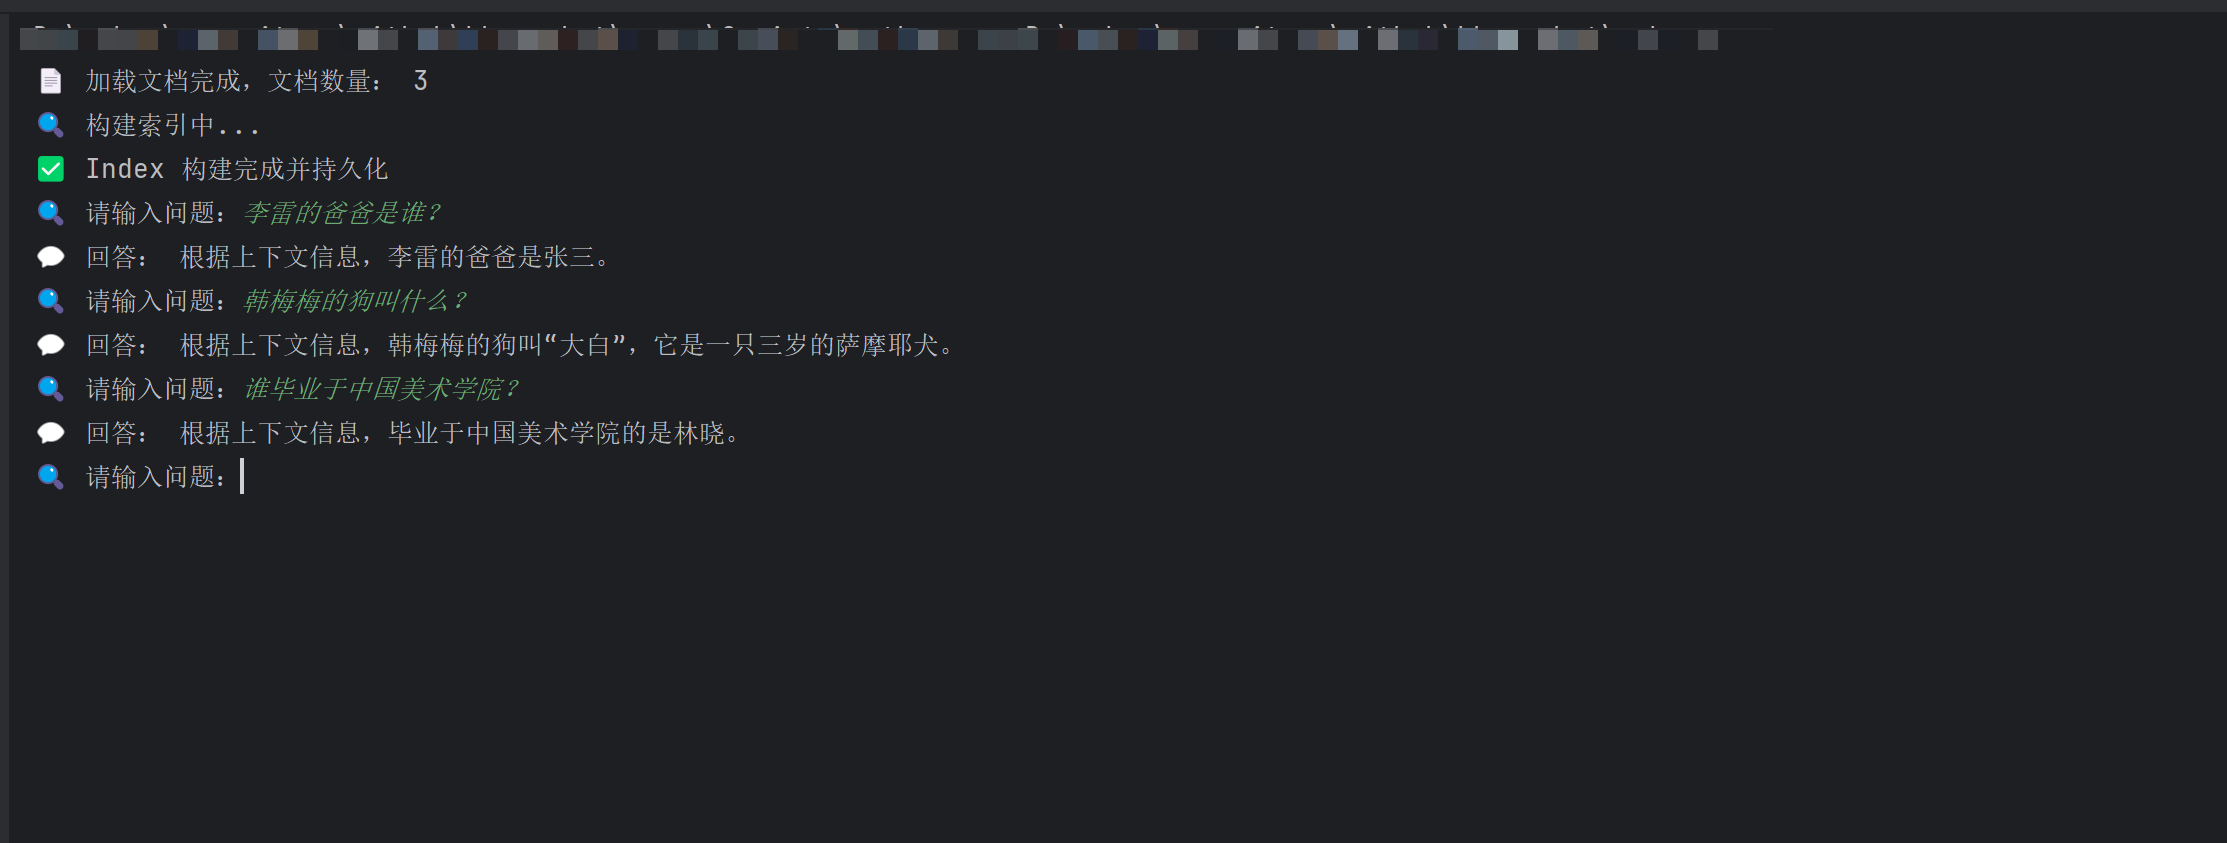 加载文档完成，文档数量： 3
构建索引中...
Index 构建完成并持久化
请输入问题：李雷的爸爸是谁？
回答： 根据上下文信息，李雷的爸爸是张三。
请输入问题：韩梅梅的狗叫什么？
回答： 根据上下文信息，韩梅梅的狗叫“大白”，它是一只三岁的萨摩耶犬。
请输入问题：谁毕业于中国美术学院？
回答： 根据上下文信息，毕业于中国美术学院的是林晓。
请输入问题：